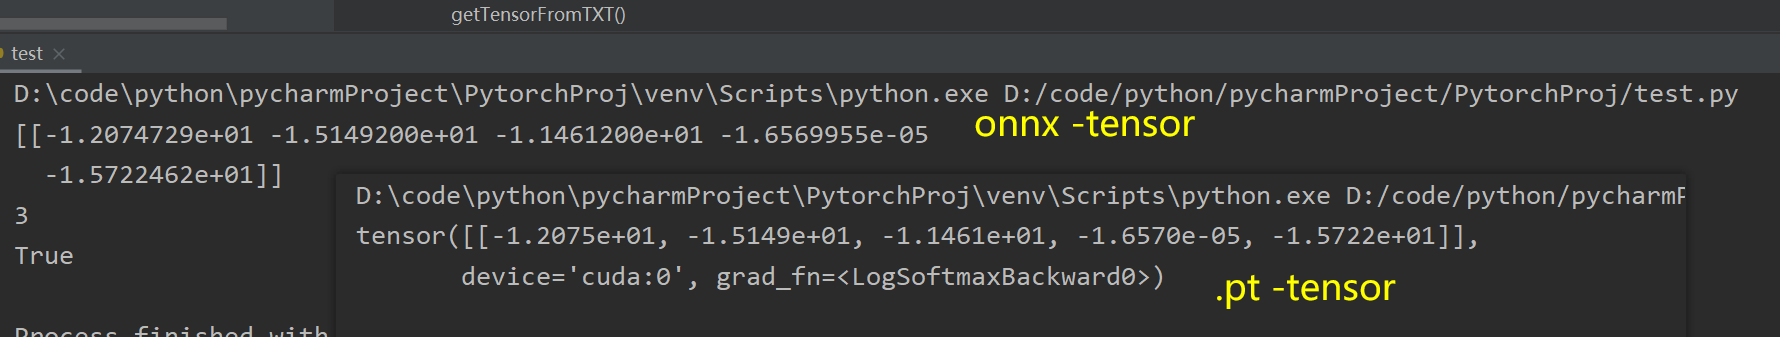 getTensorFromTXT()
test
D:\code\python\pycharmProject\PytorchProj\venv\Scripts\python.exe D:/code/python/pycharmProject/PytorchProj/test.py
[[-1.2074729e+01 -1.5149200e+01 -1.1461200e+01 -1.6569955e-05
onnx -tensor
-1.5722462e+01]]
3
True
Process finished with
D:\code\python\pycharmProject\PytorchProj\venv\Scripts\python.exe D:/code/python/pycharmP
tensor([[-1.2075e+01, -1.5149e+01, -1.1461e+01, -1.6570e-05, -1.5722e+01]],
device='cuda:0', grad_fn=<LogSoftmaxBackward0>)
.pt -tensor